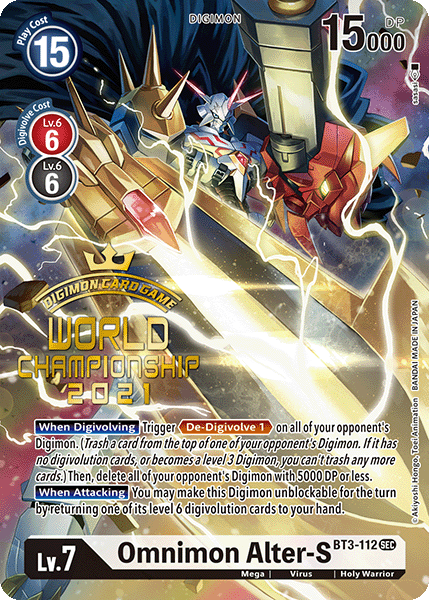 Play Cost
15
DIGIMON
15000
DP
Digivolve Cost
Lv.6
6
Lv.6
6
DIGIMON CARD GAME
WORLD
CHAMPIONSHIP
2021
When Digivolving Trigger De-Digivolve 1 on all of your opponent's
Digimon. (Trash a card from the top of one of your opponent's Digimon. If it has
no digivolution cards, or becomes a level 3 Digimon, you can't trash any more
cards.) Then, delete all of your opponent's Digimon with 5000 DP or less.
When Attacking You may make this Digimon unblockable for the turn
by returning one of its level 6 digivolution cards to your hand.
©Akiyoshi Hongo, Toei Animation BANDAI MADE IN JAPAN
Lv.7
Omnimon Alter-S
BT3-112 SEC
Mega | Virus | Holy Warrior